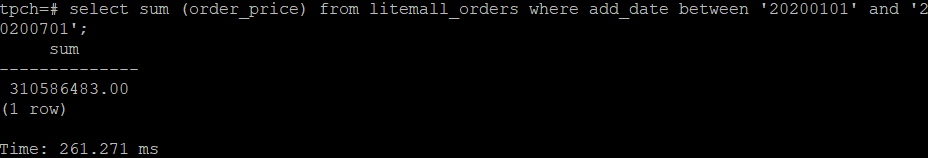 tpch=# select sum (order_price) from litemall_orders where add_date between '20200101' and '2
0200701';
sum
--------------
310586483.00
(1 row)
Time: 261.271 ms